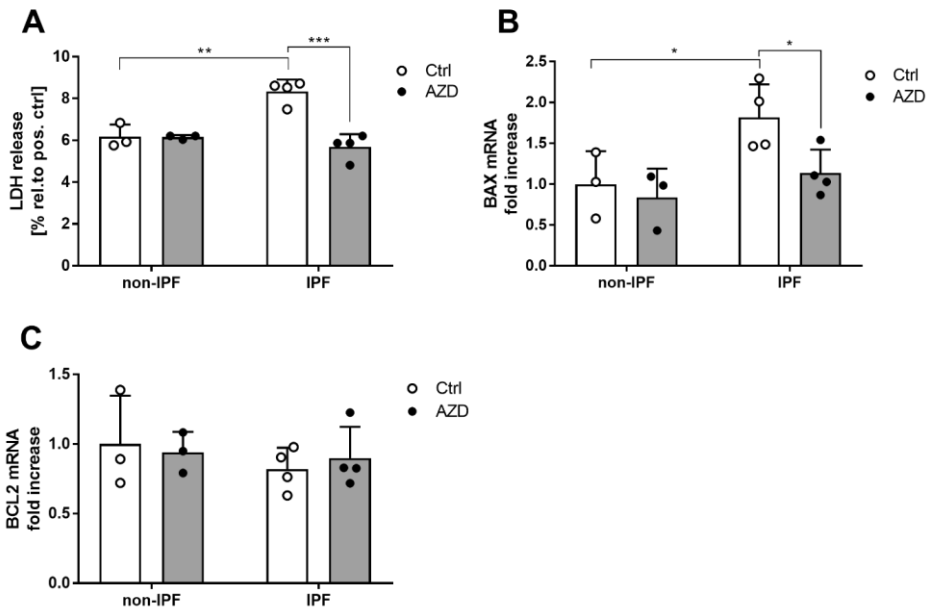 A
LDH release
[% rel.to pos. ctrl]
10
8
6
4
2
0
**
***
Ctrl
AZD
non-IPF
IPF
B
BAX mRNA
fold increase
2.5
2.0
1.5
1.0
0.5
0.0
*
*
Ctrl
AZD
non-IPF
IPF
C
BCL2 mRNA
fold increase
1.5
1.0
0.5
0.0
Ctrl
AZD
non-IPF
IPF